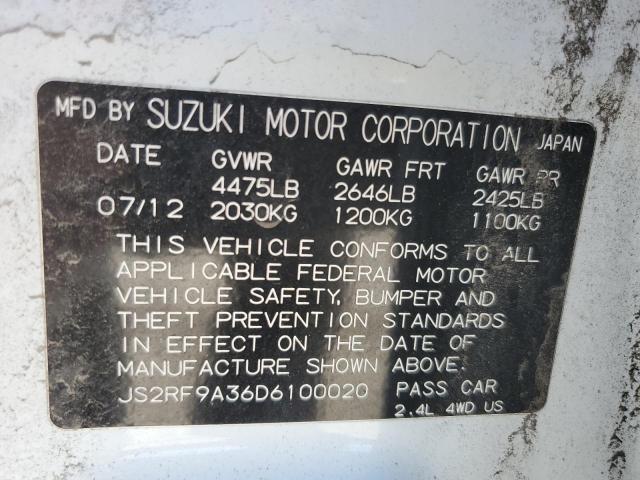 MFD BY SUZUKI MOTOR CORPORATION JAPAN
DATE GVWR GAWR FRT GAWR RR
4475LB 2646LB 2425LB
07/12 2030KG 1200KG 1100KG
THIS VEHICLE CONFORMS TO ALL
APPLICABLE FEDERAL MOTOR
VEHICLE SAFETY, BUMPER AND
THEFT PREVENTION STANDARDS
IN EFFECT ON THE DATE OF
MANUFACTURE SHOWN ABOVE.
JS2RF9A36D6100020 PASS CAR
2.4L 4WD US